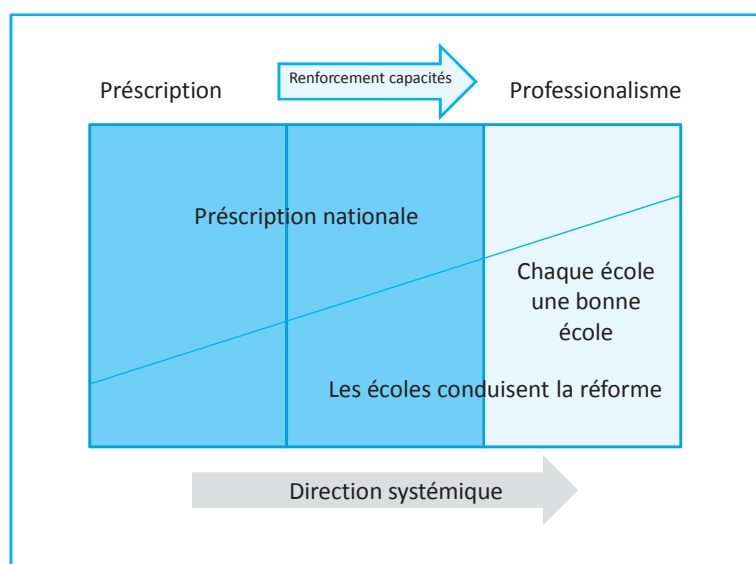 Préscription
Renforcement capacités
Professionalisme
Préscription nationale
Chaque école
une bonne
école
Les écoles conduisent la réforme
Direction systémique